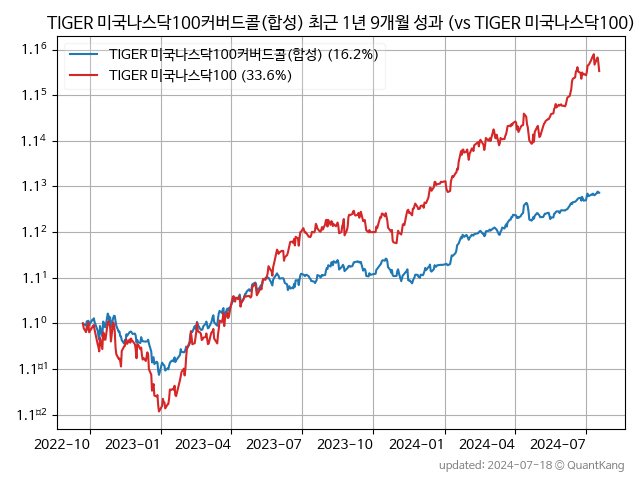 TIGER 미국나스닥100커버드콜(합성) 최근 1년 9개월 성과 (vs TIGER 미국나스닥100)
TIGER 미국나스닥100커버드콜(합성) (16.2%)
TIGER 미국나스닥100 (33.6%)
1.1⁶
1.1⁵
1.1⁴
1.1³
1.1²
1.1¹
1.1⁰
1.1¤¹
1.1¤²
2022-10 2023-01 2023-04 2023-07 2023-10 2024-01 2024-04 2024-07
updated: 2024-07-18 © QuantKang